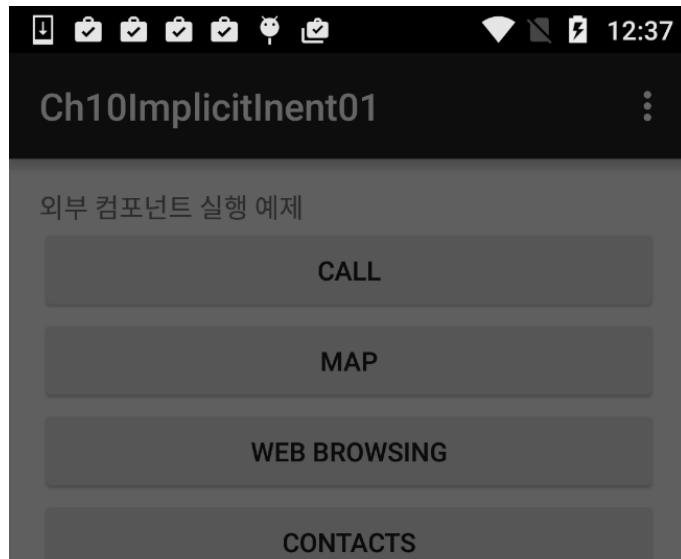 12:37
Ch10ImplicitInent01
외부 컴포넌트 실행 예제
CALL
MAP
WEB BROWSING
CONTACTS